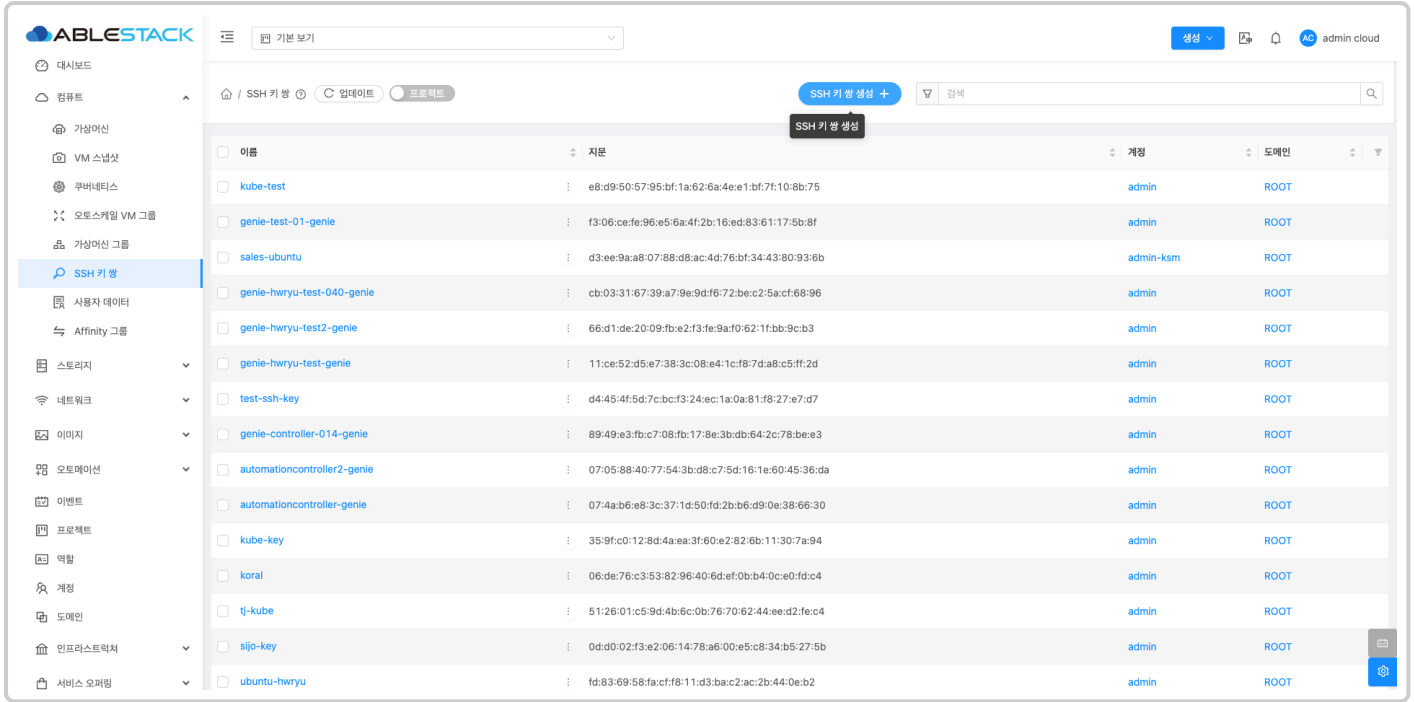 ABLESTACK
기본 보기
생성
AC admin cloud
대시보드
컴퓨트
가상머신
VM 스냅샷
쿠버네티스
오토스케일 VM 그룹
가상머신 그룹
SSH 키 쌍
사용자 데이터
Affinity 그룹
스토리지
네트워크
이미지
오토메이션
이벤트
프로젝트
역할
계정
도메인
인프라스트럭쳐
서비스 오퍼링
/ SSH 키 쌍 업데이트 프로젝트
SSH 키 쌍 생성 +
검색
SSH 키 쌍 생성
이름 지문 계정 도메인
kube-test e8:d9:50:57:95:bf:1a:62:6a:4e:e1:bf:7f:10:8b:75 admin ROOT
genie-test-01-genie f3:06:ce:fe:96:e5:6a:4f:2b:16:ed:83:61:17:5b:8f admin ROOT
sales-ubuntu d3:ee:9a:a8:07:88:d8:ac:4d:76:bf:34:43:80:93:6b admin-ksm ROOT
genie-hwryu-test-040-genie cb:03:31:67:39:a7:9e:9d:f6:72:be:c2:5a:cf:68:96 admin ROOT
genie-hwryu-test2-genie 66:d1:de:20:09:fb:e2:f3:fe:9a:f0:62:1f:bb:9c:b3 admin ROOT
genie-hwryu-test-genie 11:ce:52:d5:e7:38:3c:08:e4:1c:f8:7d:a8:c5:ff:2d admin ROOT
test-ssh-key d4:45:4f:5d:7c:bc:f3:24:ec:1a:0a:81:f8:27:e7:d7 admin ROOT
genie-controller-014-genie 89:49:e3:fb:c7:08:fb:17:8e:3b:db:64:2c:78:be:e3 admin ROOT
automationcontroller2-genie 07:05:88:40:77:54:3b:d8:c7:5d:16:1e:60:45:36:da admin ROOT
automationcontroller-genie 07:4a:b6:e8:3c:37:1d:50:fd:2b:b6:d9:0e:38:66:30 admin ROOT
kube-key 35:9f:c0:12:8d:4a:ea:3f:60:e2:82:6b:11:30:7a:94 admin ROOT
koral 06:de:76:c3:53:82:96:40:6d:ef:0b:b4:0c:e0:fd:c4 admin ROOT
tj-kube 51:26:01:c5:9d:4b:6c:0b:76:70:62:44:ee:d2:fe:c4 admin ROOT
sijo-key 0d:d0:02:f3:e2:06:14:78:a6:00:e5:c8:34:b5:27:5b admin ROOT
ubuntu-hwryu fd:83:69:58:fa:cf:f8:11:d3:ba:c2:ac:2b:44:0e:b2 admin ROOT